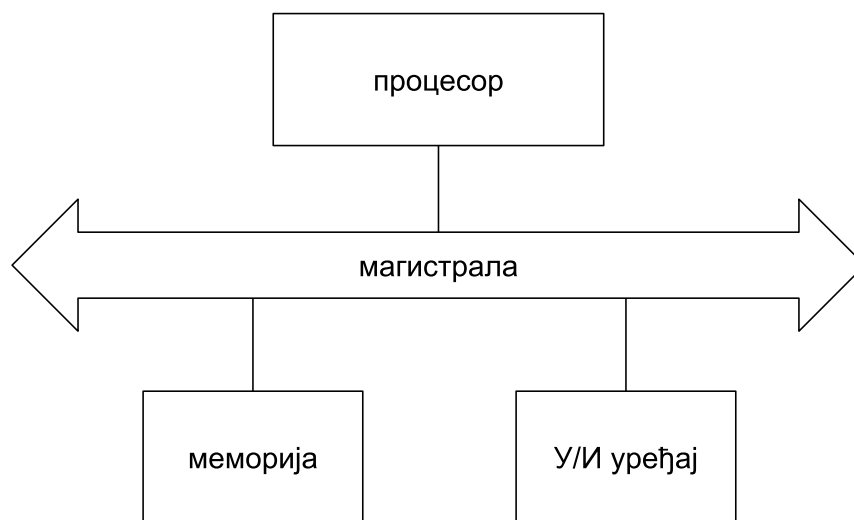 процесор
магистрала
меморија
У/И уређај